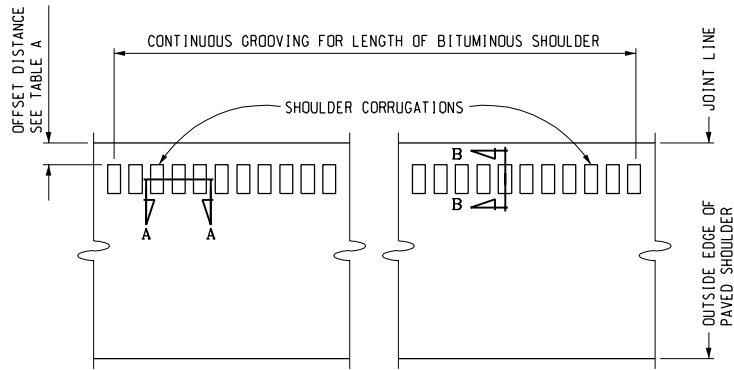 OFFSET DISTANCE
SEE TABLE A
CONTINUOUS GROOVING FOR LENGTH OF BITUMINOUS SHOULDER
SHOULDER CORRUGATIONS
JOINT LINE
B
B
A
A
OUTSIDE EDGE OF
PAVED SHOULDER